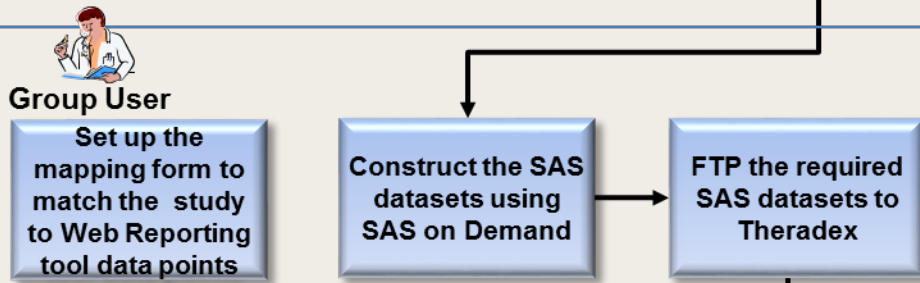 Group User
Set up the
mapping form to
match the study
to Web Reporting
tool data points
Construct the SAS
datasets using
SAS on Demand
FTP the required
SAS datasets to
Theradex